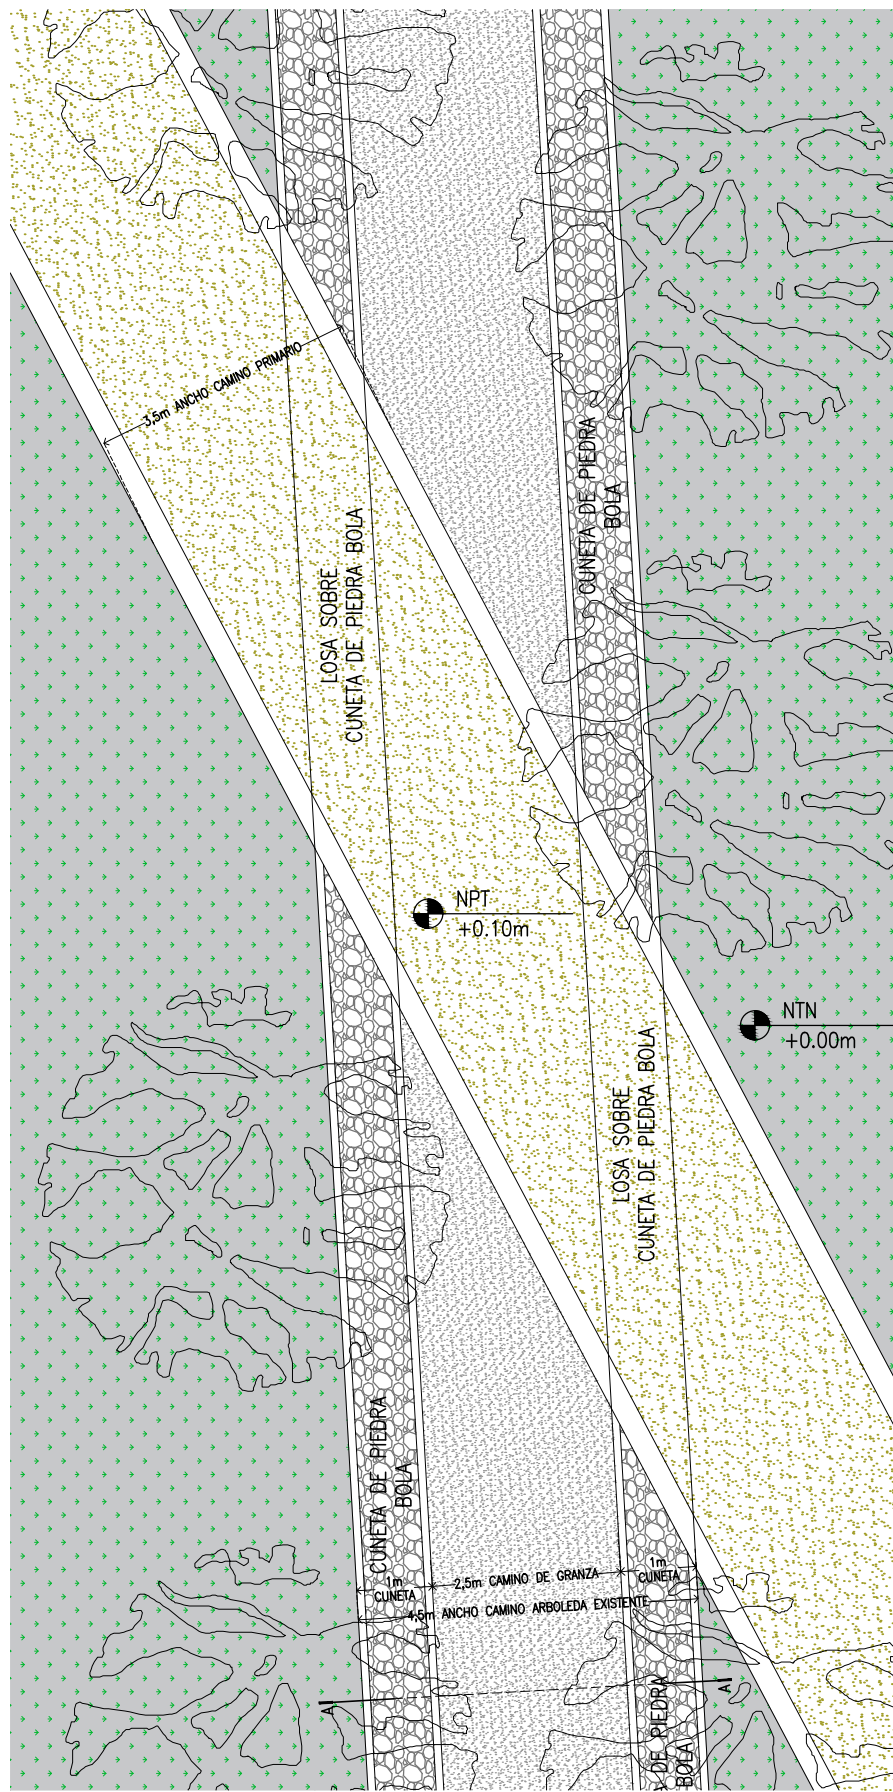 3,5m ANCHO CAMINO PRIMARIO
CUNETA DE PIEDRA
BOLA
LOSA SOBRE
CUNETA DE PIEDRA BOLA
NPT
+0.10m
NTN
+0.00m
LOSA SOBRE
CUNETA DE PIEDRA BOLA
CUNETA DE PIEDRA
BOLA
1m
CUNETA
2,5m CAMINO DE GRANZA
1m
CUNETA
4,5m ANCHO CAMINO ARBOLEDA EXISTENTE
A
A'
DE PIEDRA
BOLA